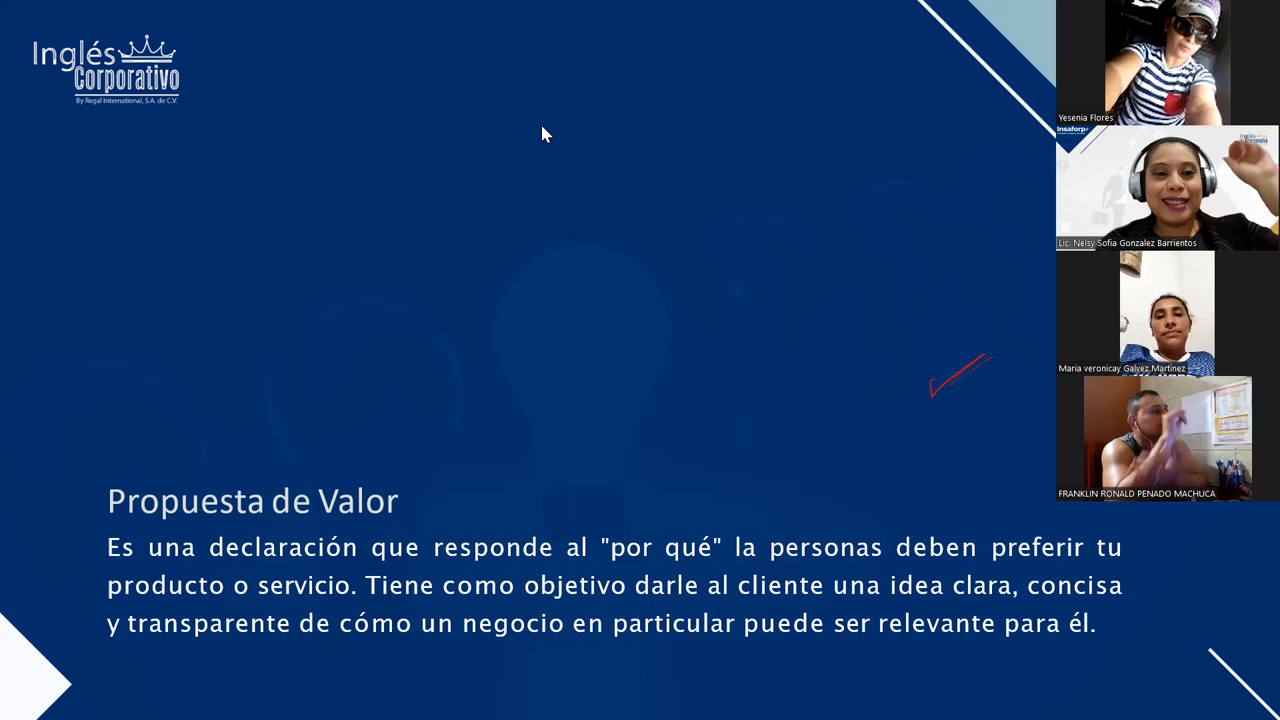 Inglés
Corporativo
By Regal International, S.A. de C.V.
Propuesta de Valor
Es una declaración que responde al "por qué" la personas deben preferir tu
producto o servicio. Tiene como objetivo darle al cliente una idea clara, concisa
y transparente de cómo un negocio en particular puede ser relevante para él.
Yesenia Flores
Insaforp
Lic. Nelsy Sofia Gonzalez Barrientos
Maria veronicay Galvez Martinez
FRANKLIN RONALD PENADO MACHUCA